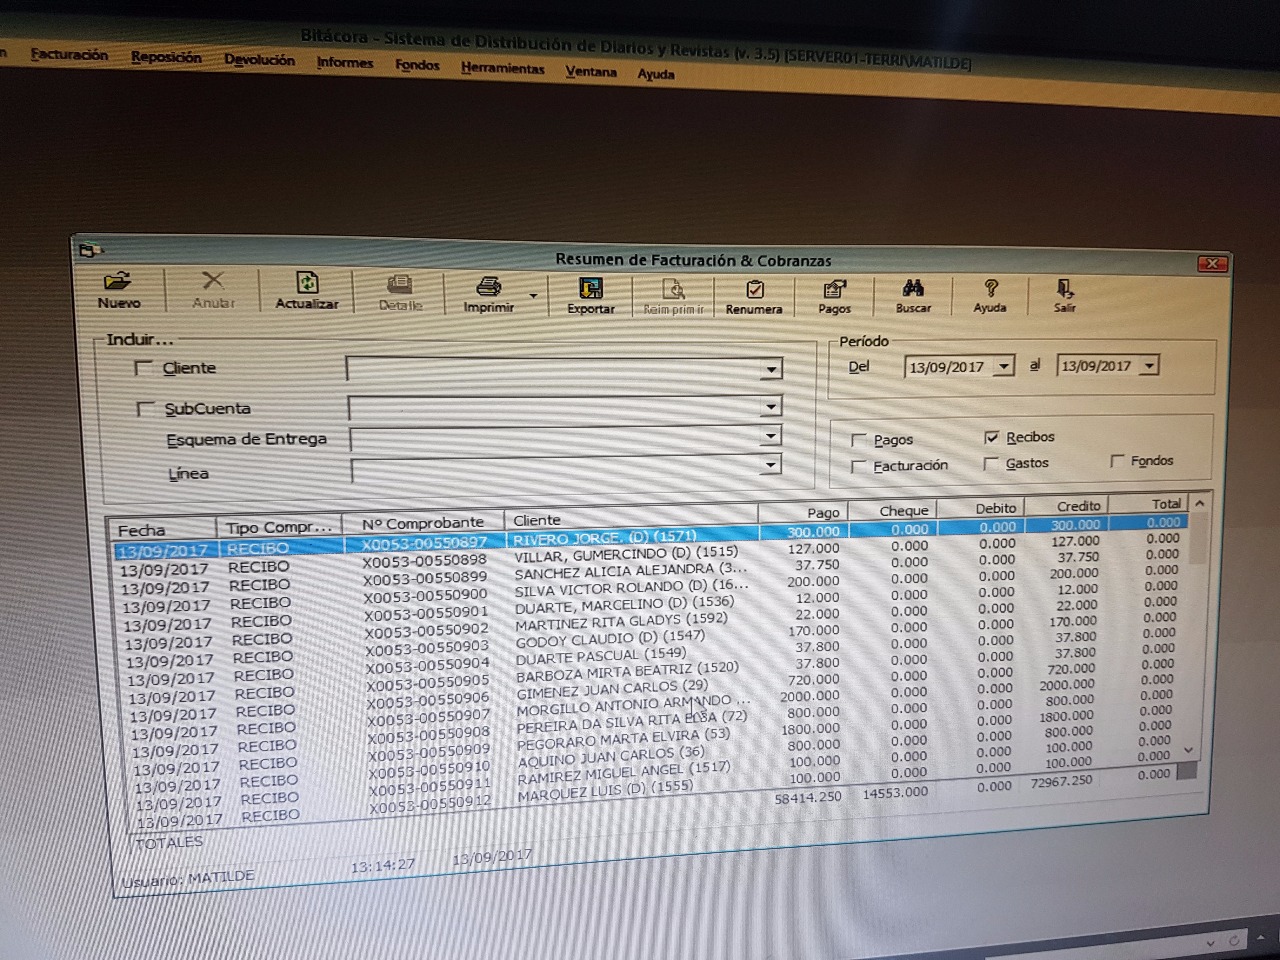 Bitácora - Sistema de Distribución de Diarios y Revistas (v. 3.5) [SERVER01-TERRI\MATILDE]
Facturación Reposición Devolución Informes Fondos Herramientas Ventana Ayuda
Resumen de Facturación & Cobranzas
Nuevo Anular Actualizar Detalle Imprimir Exportar Reimprimir Renumera Pagos Buscar Ayuda Salir
Incluir...
Cliente
SubCuenta
Esquema de Entrega
Línea
Período
Del 13/09/2017 al 13/09/2017
Pagos Recibos
Facturación Gastos Fondos
Fecha Tipo Compr... Nº Comprobante Cliente Pago Cheque Debito Credito Total
13/09/2017 RECIBO X0053-00550897 RIVERO JORGE. (D) (1571) 300.000 0.000 0.000 300.000 0.000
13/09/2017 RECIBO X0053-00550898 VILLAR, GUMERCINDO (D) (1515) 127.000 0.000 0.000 127.000 0.000
13/09/2017 RECIBO X0053-00550899 SANCHEZ ALICIA ALEJANDRA (3... 37.750 0.000 0.000 37.750 0.000
13/09/2017 RECIBO X0053-00550900 SILVA VICTOR ROLANDO (D) (16... 200.000 0.000 0.000 200.000 0.000
13/09/2017 RECIBO X0053-00550901 DUARTE, MARCELINO (D) (1536) 12.000 0.000 0.000 12.000 0.000
13/09/2017 RECIBO X0053-00550902 MARTINEZ RITA GLADYS (1592) 22.000 0.000 0.000 22.000 0.000
13/09/2017 RECIBO X0053-00550903 GODOY CLAUDIO (D) (1547) 170.000 0.000 0.000 170.000 0.000
13/09/2017 RECIBO X0053-00550904 DUARTE PASCUAL (1549) 37.800 0.000 0.000 37.800 0.000
13/09/2017 RECIBO X0053-00550905 BARBOZA MIRTA BEATRIZ (1520) 37.800 0.000 0.000 37.800 0.000
13/09/2017 RECIBO X0053-00550906 GIMENEZ JUAN CARLOS (29) 720.000 0.000 0.000 720.000 0.000
13/09/2017 RECIBO X0053-00550907 MORGILLO ANTONIO ARMANDO ... 2000.000 0.000 0.000 2000.000 0.000
13/09/2017 RECIBO X0053-00550908 PEREIRA DA SILVA RITA ELSA (72) 800.000 0.000 0.000 800.000 0.000
13/09/2017 RECIBO X0053-00550909 PEGORARO MARTA ELVIRA (53) 1800.000 0.000 0.000 1800.000 0.000
13/09/2017 RECIBO X0053-00550910 AQUINO JUAN CARLOS (36) 800.000 0.000 0.000 800.000 0.000
13/09/2017 RECIBO X0053-00550911 RAMIREZ MIGUEL ANGEL (1517) 100.000 0.000 0.000 100.000 0.000
13/09/2017 RECIBO X0053-00550912 MARQUEZ LUIS (D) (1555) 100.000 0.000 0.000 100.000 0.000
TOTALES 58414.250 14553.000 0.000 72967.250 0.000
Usuario: MATILDE 13:14:27 13/09/2017